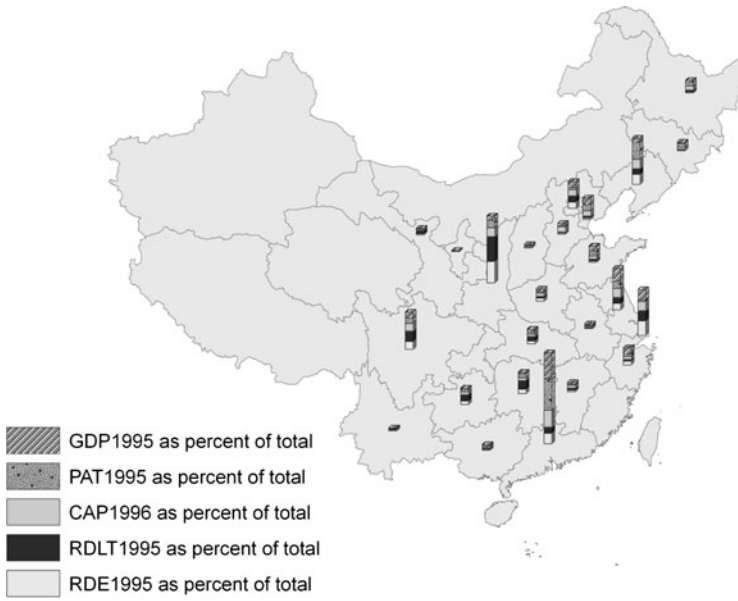 GDP1995 as percent of total
PAT1995 as percent of total
CAP1996 as percent of total
RDLT1995 as percent of total
RDE1995 as percent of total